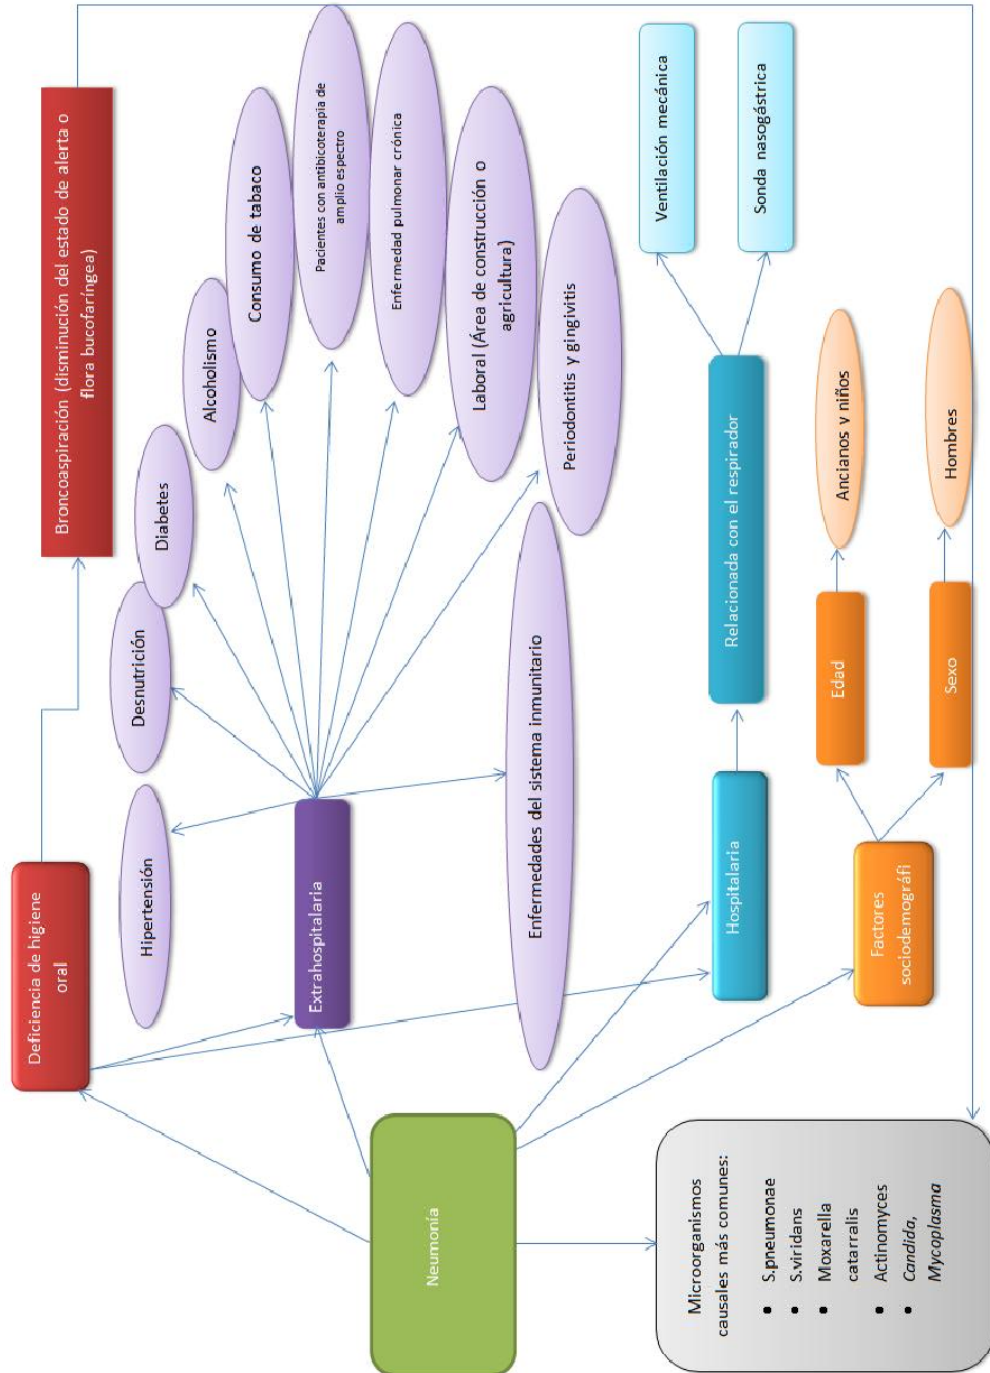 Deficiencia de higiene
oral
Broncoaspiración (disminución del estado de alerta o
flora bucofaríngea)
Hipertensión
Desnutrición
Diabetes
Alcoholismo
Consumo de tabaco
Pacientes con antibicoterapia de
amplio espectro
Enfermedad pulmonar crónica
Laboral (Área de construcción o
agricultura)
Periodontitis y gingivitis
Enfermedades del sistema inmunitario
Extrahospitalaria
Neumonía
Hospitalaria
Relacionada con el respirador
Ventilación mecánica
Sonda nasogástrica
Factores
sociodemográfi
Edad
Ancianos y niños
Sexo
Hombres
Microorganismos
causales más comunes:
• S.pneumonae
• S.viridans
• Moxarella
catarralis
• Actinomyces
• Candida,
Mycoplasma